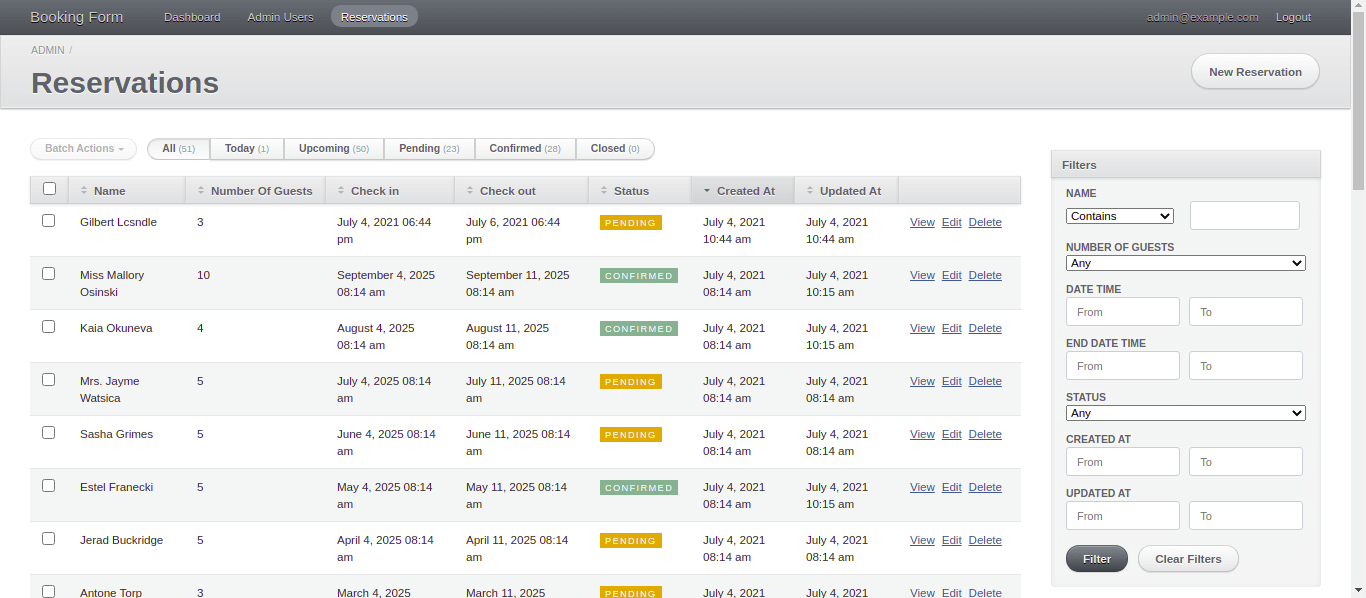 Booking Form Dashboard Admin Users Reservations admin@example.com Logout
ADMIN /
Reservations
New Reservation
Batch Actions All (51) Today (1) Upcoming (50) Pending (23) Confirmed (28) Closed (0)
Name Number Of Guests Check in Check out Status Created At Updated At
Gilbert Lcsndle 3 July 4, 2021 06:44 July 6, 2021 06:44 PENDING July 4, 2021 July 4, 2021 View Edit Delete
pm pm 10:44 am 10:44 am
Miss Mallory 10 September 4, 2025 September 11, 2025 CONFIRMED July 4, 2021 July 4, 2021 View Edit Delete
Osinski 08:14 am 08:14 am 08:14 am 10:15 am
Kaia Okuneva 4 August 4, 2025 August 11, 2025 CONFIRMED July 4, 2021 July 4, 2021 View Edit Delete
08:14 am 08:14 am 08:14 am 10:15 am
Mrs. Jayme 5 July 4, 2025 08:14 July 11, 2025 08:14 PENDING July 4, 2021 July 4, 2021 View Edit Delete
Watsica am am 08:14 am 08:14 am
Sasha Grimes 5 June 4, 2025 08:14 June 11, 2025 08:14 PENDING July 4, 2021 July 4, 2021 View Edit Delete
am am 08:14 am 08:14 am
Estel Franecki 5 May 4, 2025 08:14 May 11, 2025 08:14 CONFIRMED July 4, 2021 July 4, 2021 View Edit Delete
am am 08:14 am 10:15 am
Jerad Buckridge 5 April 4, 2025 08:14 April 11, 2025 08:14 PENDING July 4, 2021 July 4, 2021 View Edit Delete
am am 08:14 am 08:14 am
Antone Torp 3 March 4, 2025 March 11, 2025 PENDING July 4, 2021 July 4, 2021 View Edit Delete
Filters
NAME
Contains
NUMBER OF GUESTS
Any
DATE TIME
From To
END DATE TIME
From To
STATUS
Any
CREATED AT
From To
UPDATED AT
From To
Filter Clear Filters